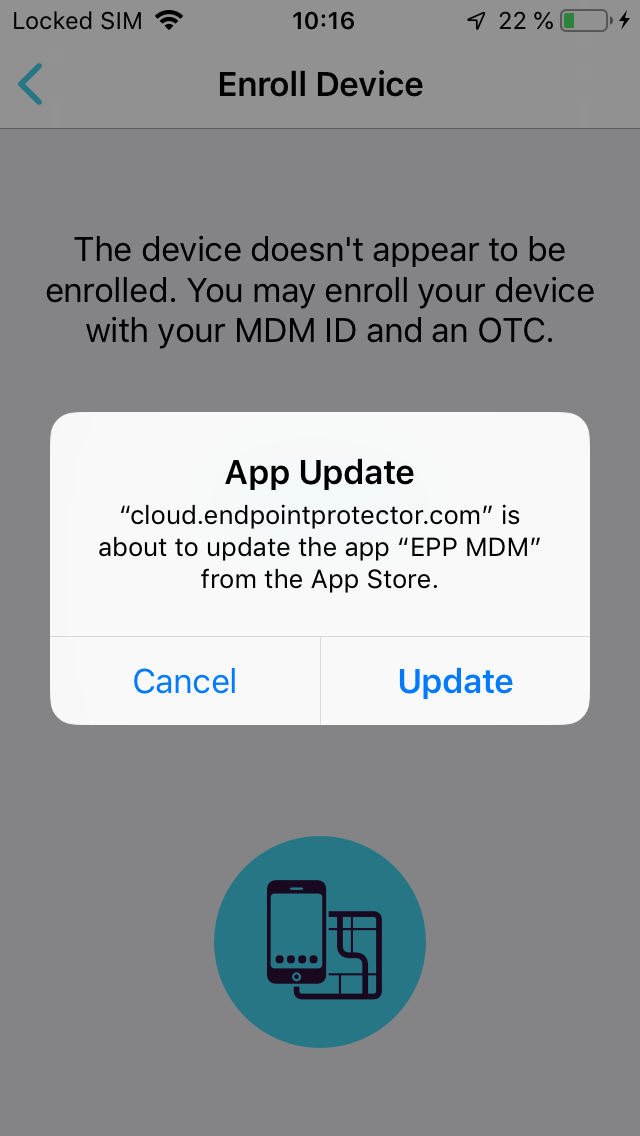 Locked SIM 10:16 22 %
Enroll Device
The device doesn't appear to be
enrolled. You may enroll your device
with your MDM ID and an OTC.
App Update
“cloud.endpointprotector.com” is
about to update the app “EPP MDM”
from the App Store.
Cancel Update